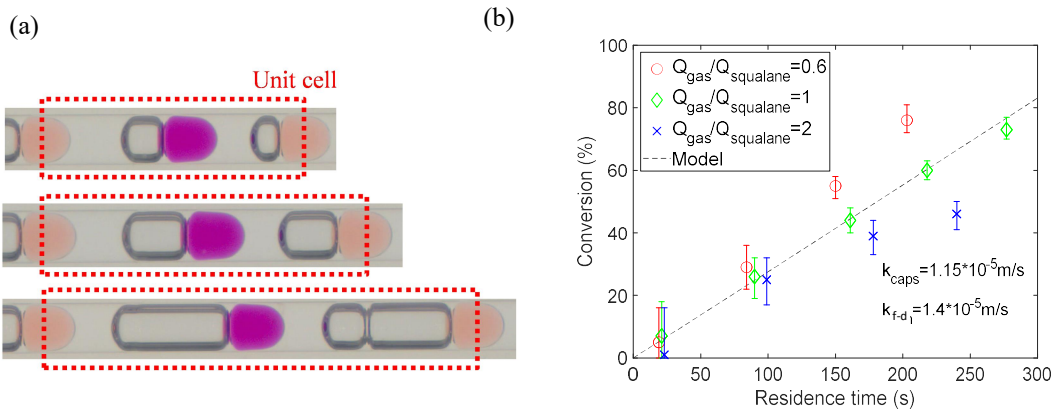 (a)
(b)
Unit cell
Q_gas/Q_squalane=0.6
Q_gas/Q_squalane=1
Q_gas/Q_squalane=2
Model
k_caps=1.15*10^-5m/s
k_f-d_1=1.4*10^-5m/s
Conversion (%)
100
80
60
40
20
0
0
50
100
150
200
250
300
Residence time (s)